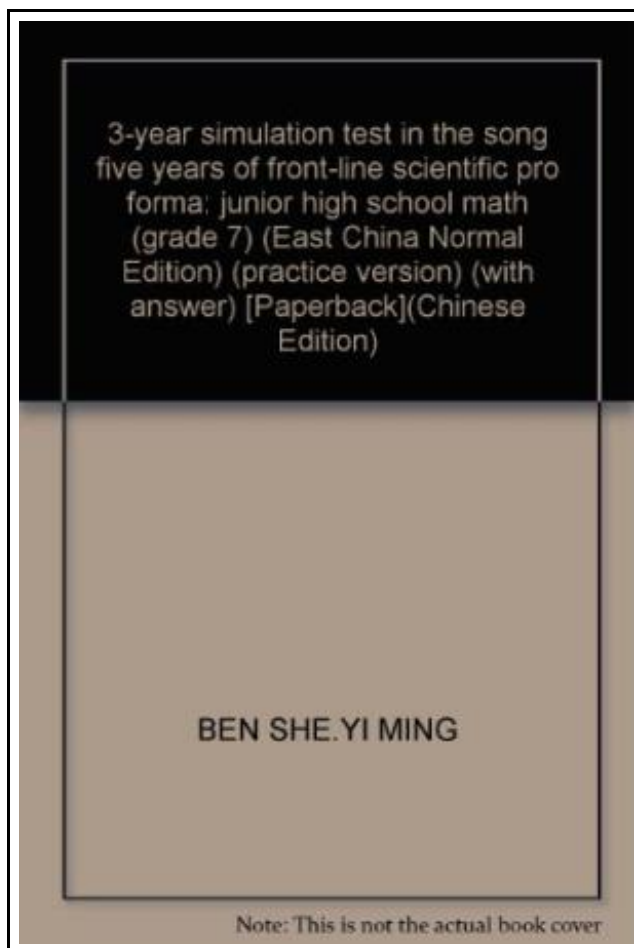 3-year simulation test in the song
five years of front-line scientific pro
forma: junior high school math
(grade 7) (East China Normal
Edition) (practice version) (with
answer) [Paperback](Chinese
Edition)
BEN SHE.YI MING
Note: This is not the actual book cover